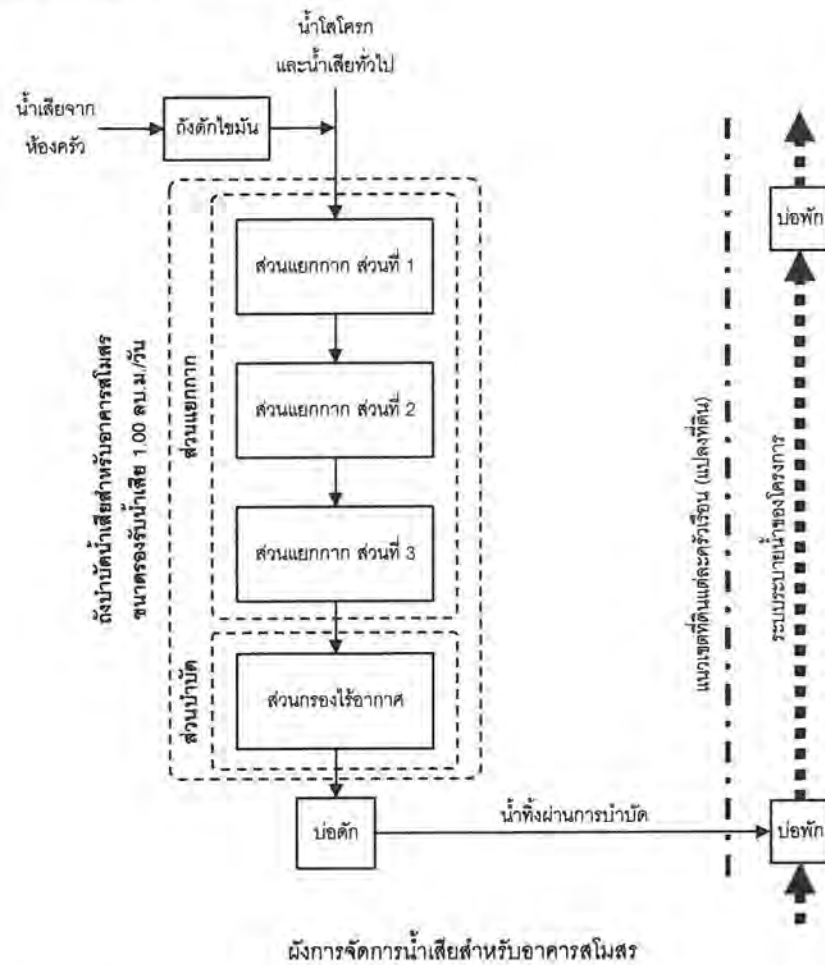 น้ำโสโครก
และน้ำเสียทั่วไป
น้ำเสียจาก
ห้องครัว
ถังดักไขมัน
บ่อพัก
ส่วนแยกกาก ส่วนที่ 1
ส่วนแยกกาก ส่วนที่ 2
ส่วนแยกกาก ส่วนที่ 3
ส่วนแยกกาก
ถังบำบัดน้ำเสียสำหรับอาคารสโมสร
ขนาดรองรับน้ำเสีย 1.00 ลบ.ม./วัน
ส่วนบำบัด
ส่วนกรองไร้อากาศ
แนวเขตที่ดินแต่ละครัวเรือน (แปลงที่ดิน)
ระบบระบายน้ำของโครงการ
บ่อดัก
น้ำทิ้งผ่านการบำบัด
บ่อพัก
ผังการจัดการน้ำเสียสำหรับอาคารสโมสร